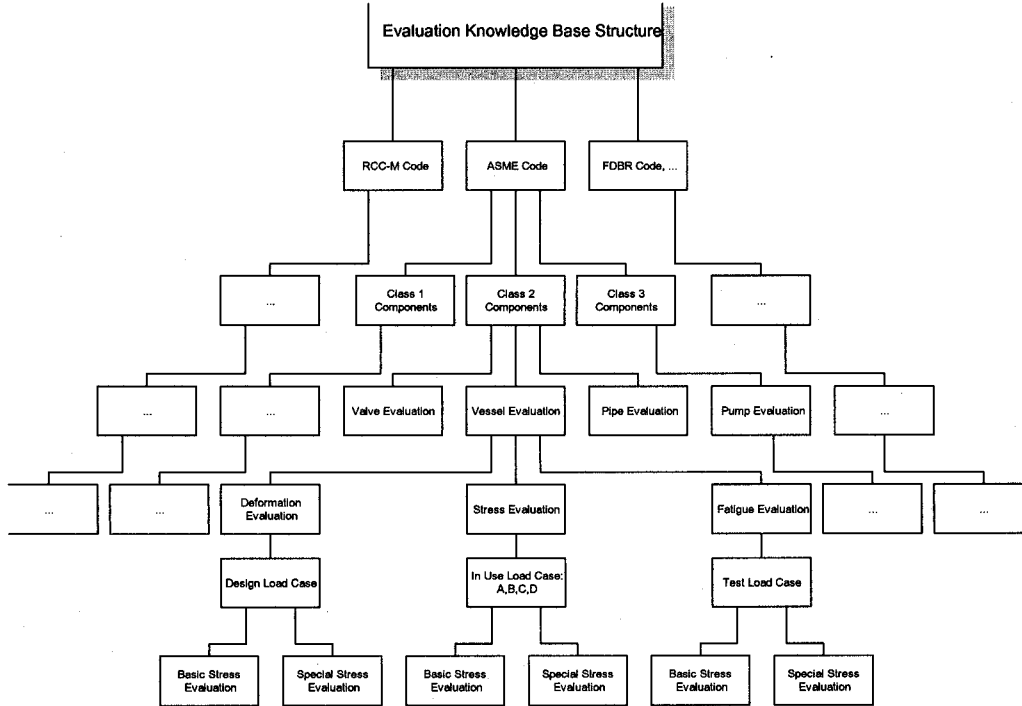 Evaluation Knowledge Base Structure
RCC-M Code
ASME Code
FDBR Code, ...
...
Class 1
Components
Class 2
Components
Class 3
Components
...
...
...
Valve Evaluation
Vessel Evaluation
Pipe Evaluation
Pump Evaluation
...
...
...
Deformation
Evaluation
Stress Evaluation
Fatigue Evaluation
...
...
Design Load Case
In Use Load Case:
A,B,C,D
Test Load Case
Basic Stress
Evaluation
Special Stress
Evaluation
Basic Stress
Evaluation
Special Stress
Evaluation
Basic Stress
Evaluation
Special Stress
Evaluation